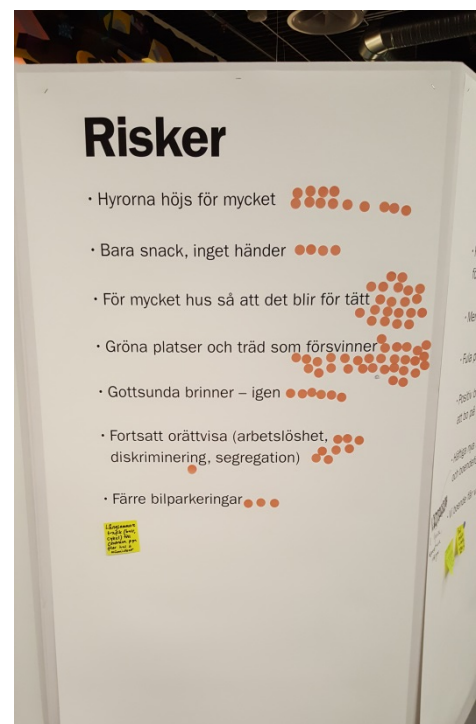 Risker
· Hyrorna höjs för mycket
· Bara snack, inget händer
· För mycket hus så att det blir för tätt
· Gröna platser och träd som försvinner
· Gottsunda brinner – igen
· Fortsatt orättvisa (arbetslöshet,
diskriminering, segregation)
· Färre bilparkeringar